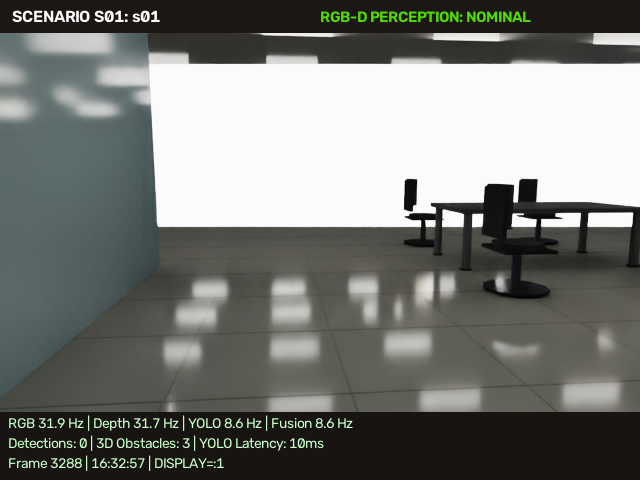 SCENARIO S01: s01
RGB-D PERCEPTION: NOMINAL
RGB 31.9 Hz | Depth 31.7 Hz | YOLO 8.6 Hz | Fusion 8.6 Hz
Detections: 0 | 3D Obstacles: 3 | YOLO Latency: 10ms
Frame 3288 | 16:32:57 | DISPLAY=:1